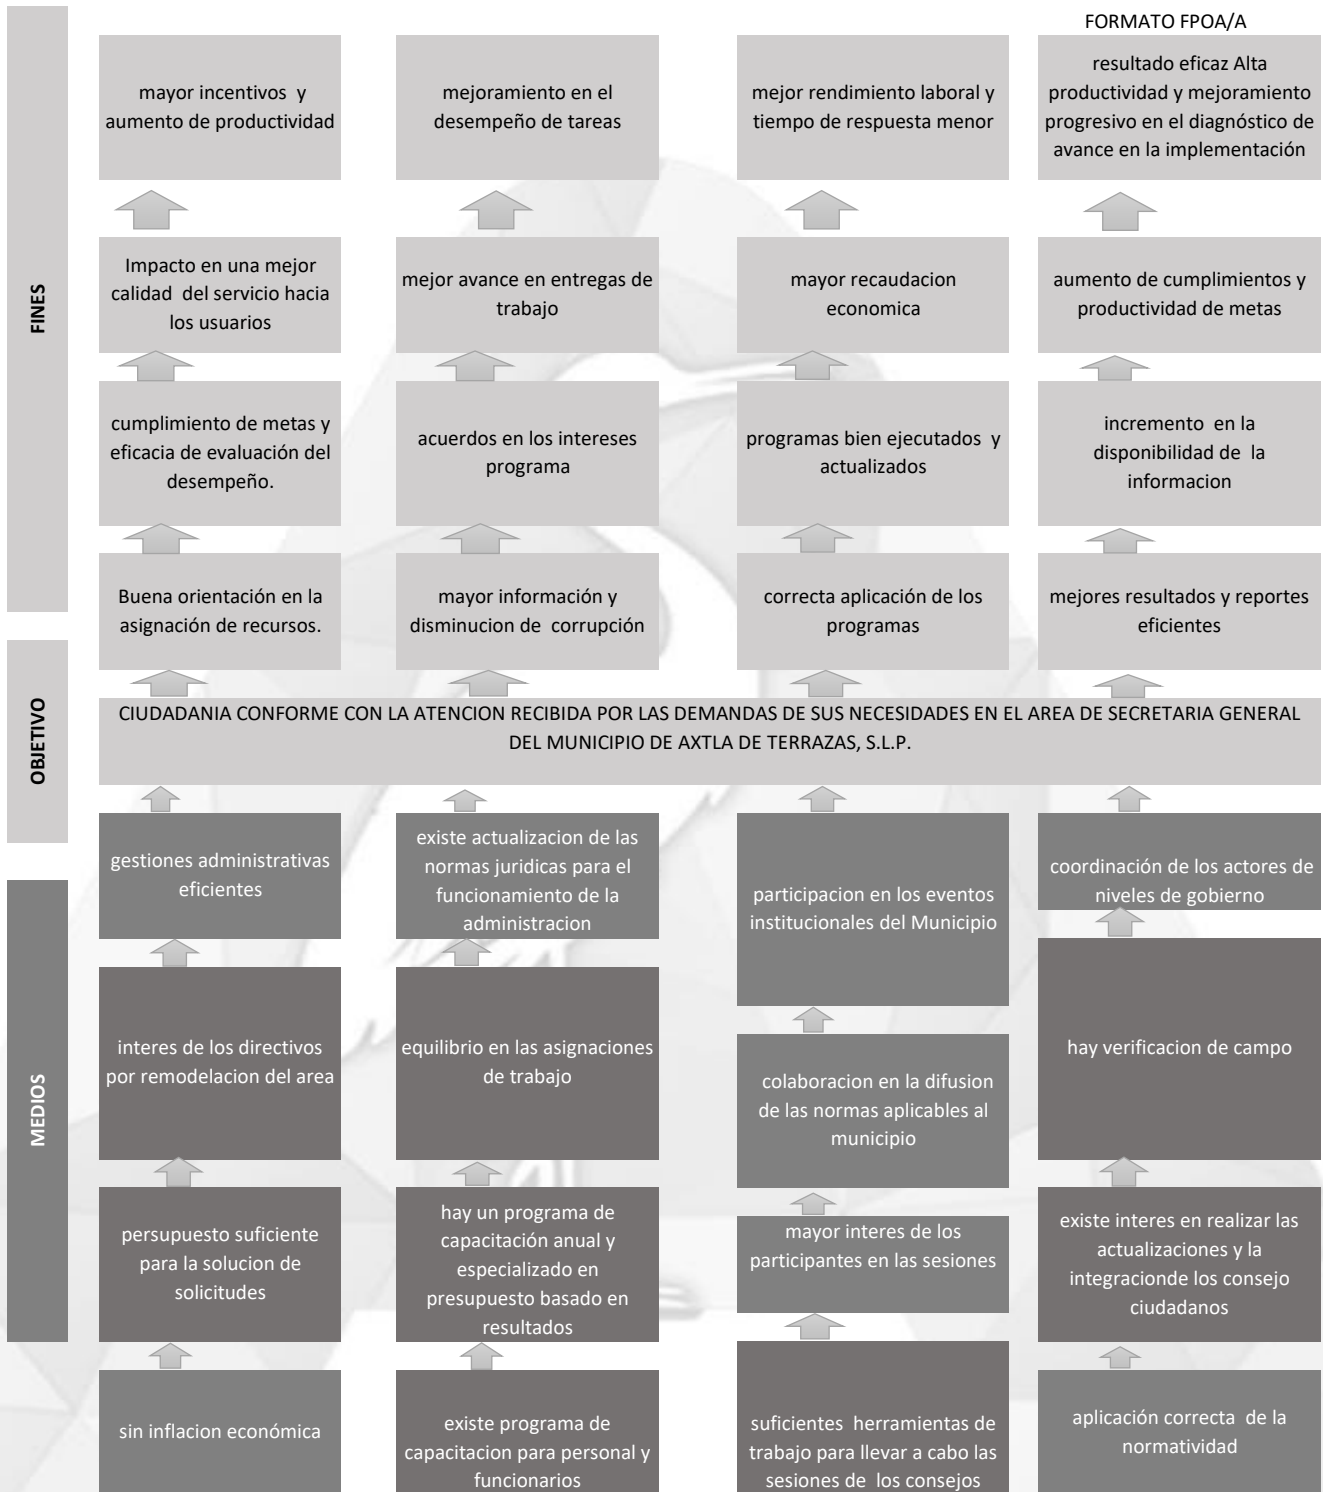 FORMATO FPOA/A
FINES
mayor incentivos y
aumento de productividad
mejoramiento en el
desempeño de tareas
mejor rendimiento laboral y
tiempo de respuesta menor
resultado eficaz Alta
productividad y mejoramiento
progresivo en el diagnóstico de
avance en la implementación
Impacto en una mejor
calidad del servicio hacia
los usuarios
mejor avance en entregas de
trabajo
mayor recaudacion
economica
aumento de cumplimientos y
productividad de metas
cumplimiento de metas y
eficacia de evaluación del
desempeño.
acuerdos en los intereses
programa
programas bien ejecutados y
actualizados
incremento en la
disponibilidad de la
informacion
Buena orientación en la
asignación de recursos.
mayor información y
disminucion de corrupción
correcta aplicación de los
programas
mejores resultados y reportes
eficientes
OBJETIVO
CIUDADANIA CONFORME CON LA ATENCION RECIBIDA POR LAS DEMANDAS DE SUS NECESIDADES EN EL AREA DE SECRETARIA GENERAL
DEL MUNICIPIO DE AXTLA DE TERRAZAS, S.L.P.
MEDIOS
gestiones administrativas
eficientes
existe actualizacion de las
normas juridicas para el
funcionamiento de la
administracion
participacion en los eventos
institucionales del Municipio
coordinación de los actores de
niveles de gobierno
interes de los directivos
por remodelacion del area
equilibrio en las asignaciones
de trabajo
colaboracion en la difusion
de las normas aplicables al
municipio
hay verificacion de campo
persupuesto suficiente
para la solucion de
solicitudes
hay un programa de
capacitación anual y
especializado en
presupuesto basado en
resultados
mayor interes de los
participantes en las sesiones
existe interes en realizar las
actualizaciones y la
integracionde los consejo
ciudadanos
sin inflacion económica
existe programa de
capacitacion para personal y
funcionarios
suficientes herramientas de
trabajo para llevar a cabo las
sesiones de los consejos
aplicación correcta de la
normatividad